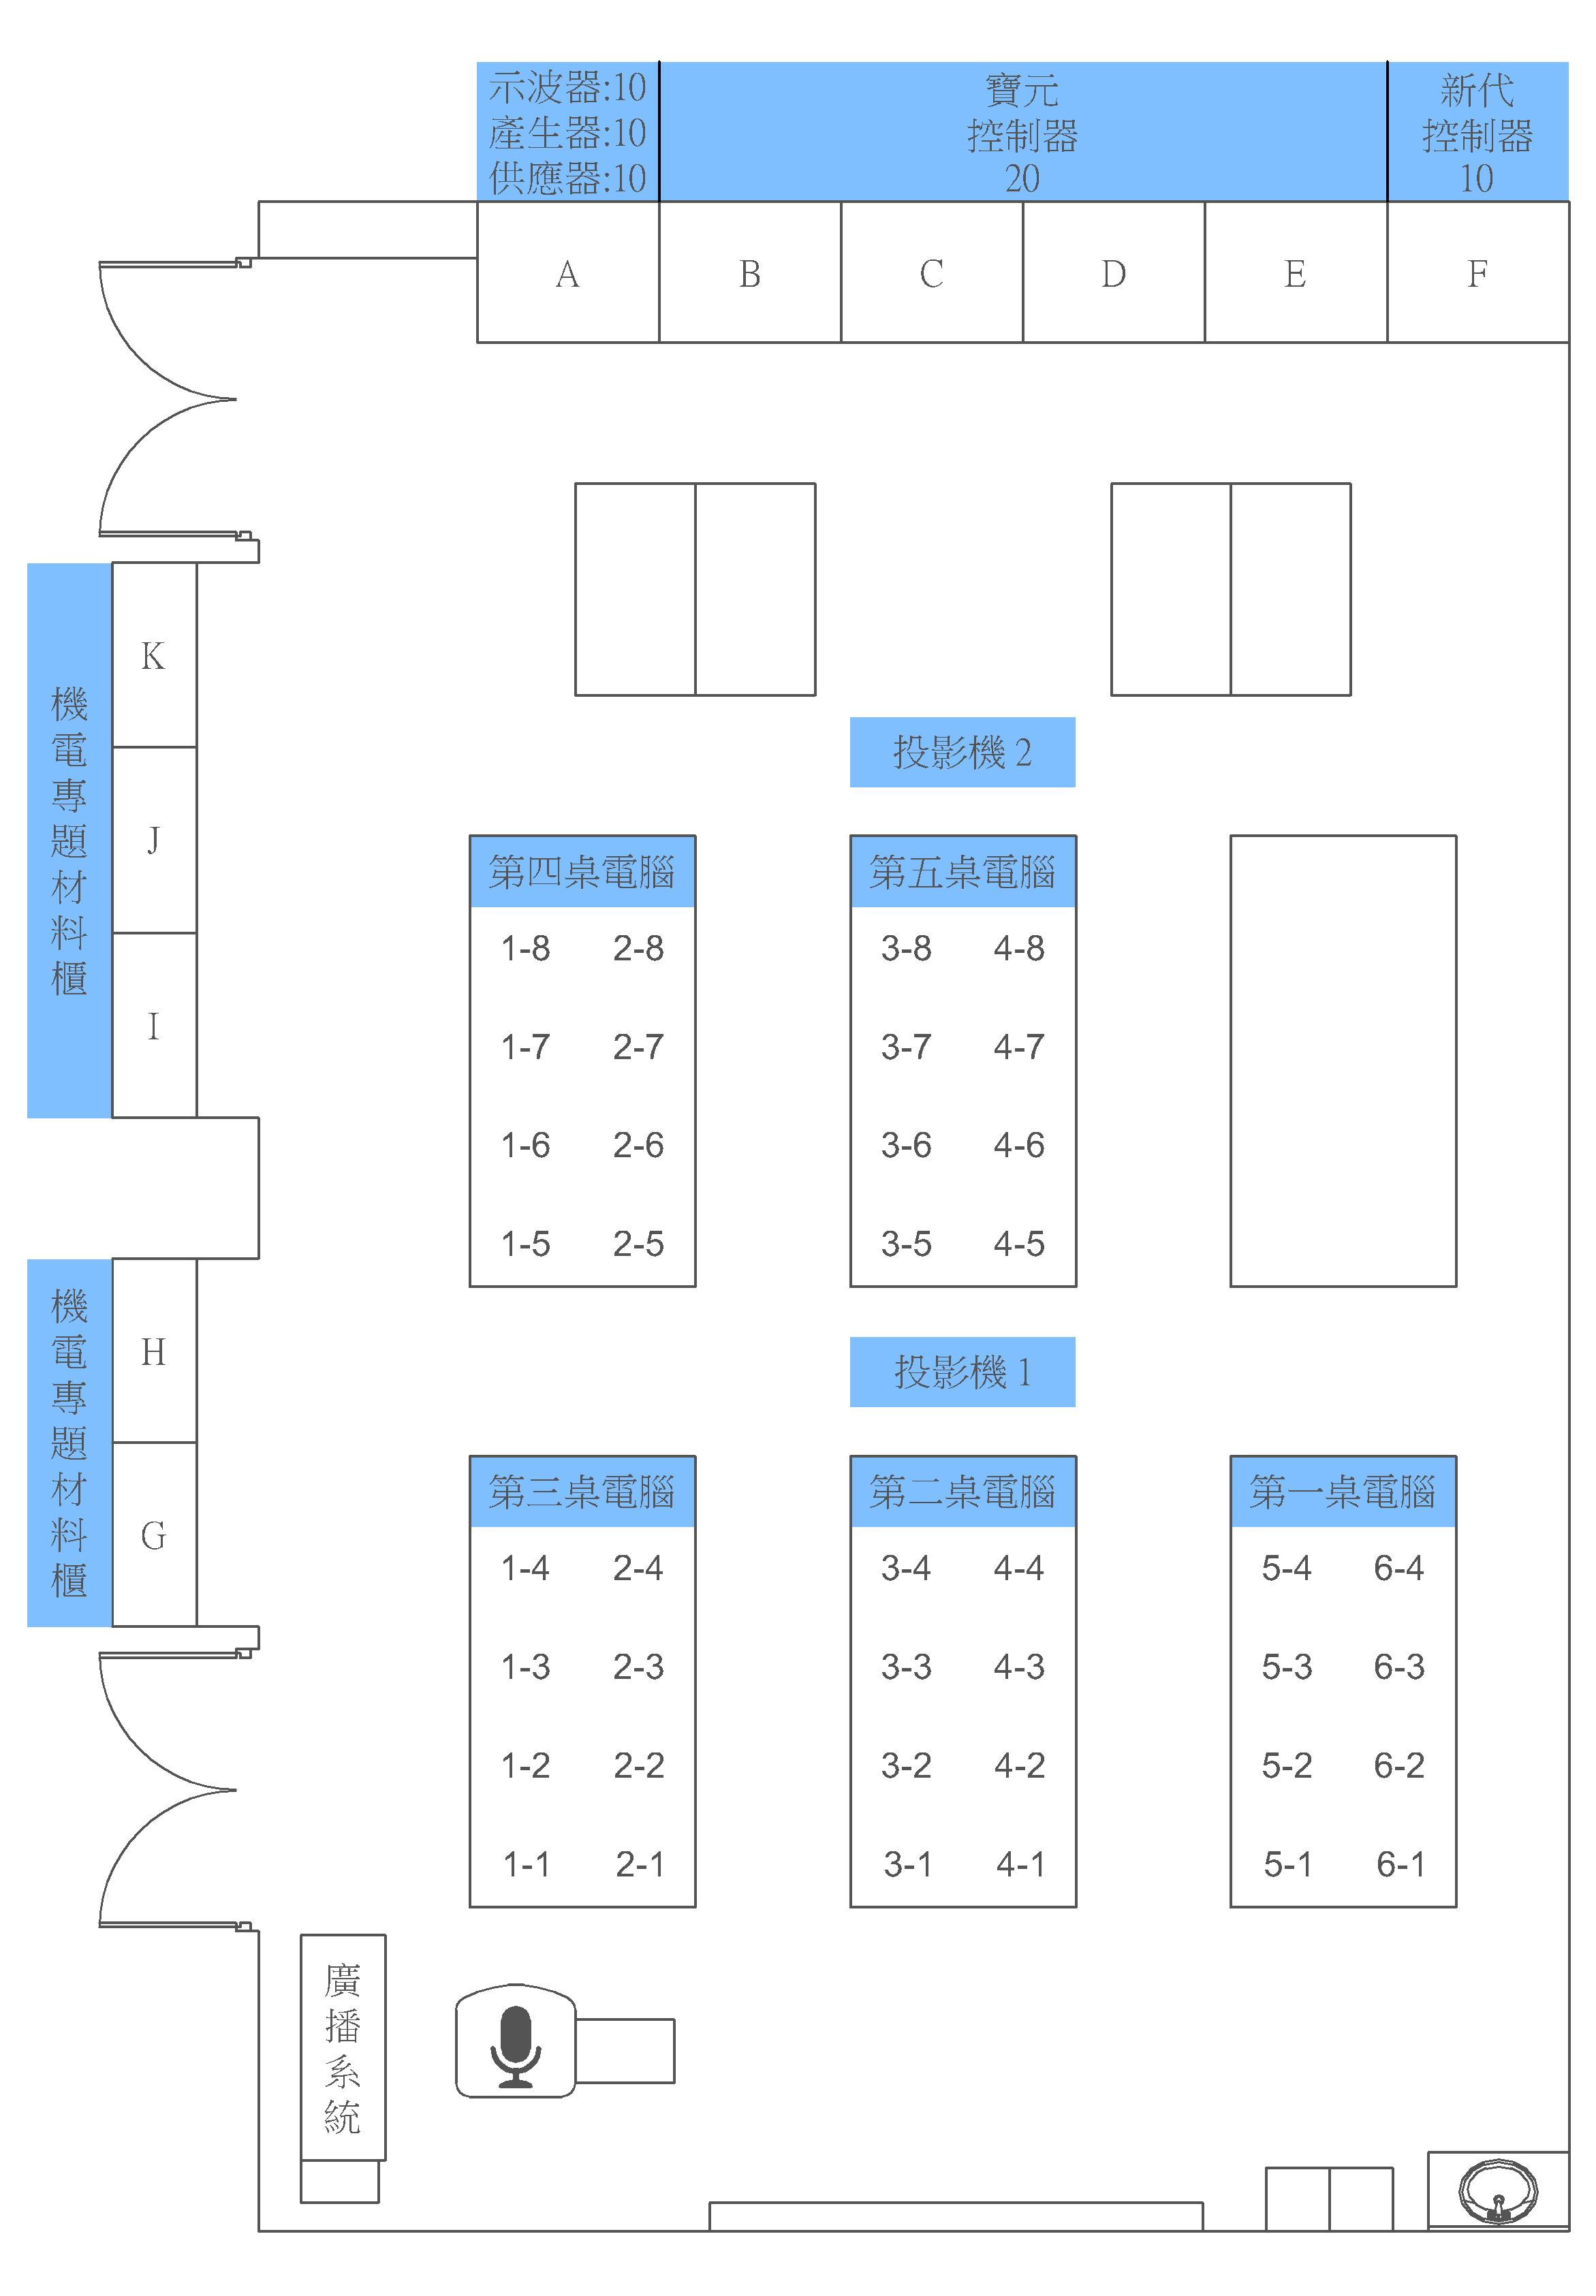 示波器:10
產生器:10
供應器:10
寶元
控制器
20
新代
控制器
10
A
B
C
D
E
F
機電專題材料櫃
K
J
I
投影機 2
第四桌電腦
1-8 2-8
1-7 2-7
1-6 2-6
1-5 2-5
第五桌電腦
3-8 4-8
3-7 4-7
3-6 4-6
3-5 4-5
機電專題材料櫃
H
G
投影機 1
第三桌電腦
1-4 2-4
1-3 2-3
1-2 2-2
1-1 2-1
第二桌電腦
3-4 4-4
3-3 4-3
3-2 4-2
3-1 4-1
第一桌電腦
5-4 6-4
5-3 6-3
5-2 6-2
5-1 6-1
廣播系統